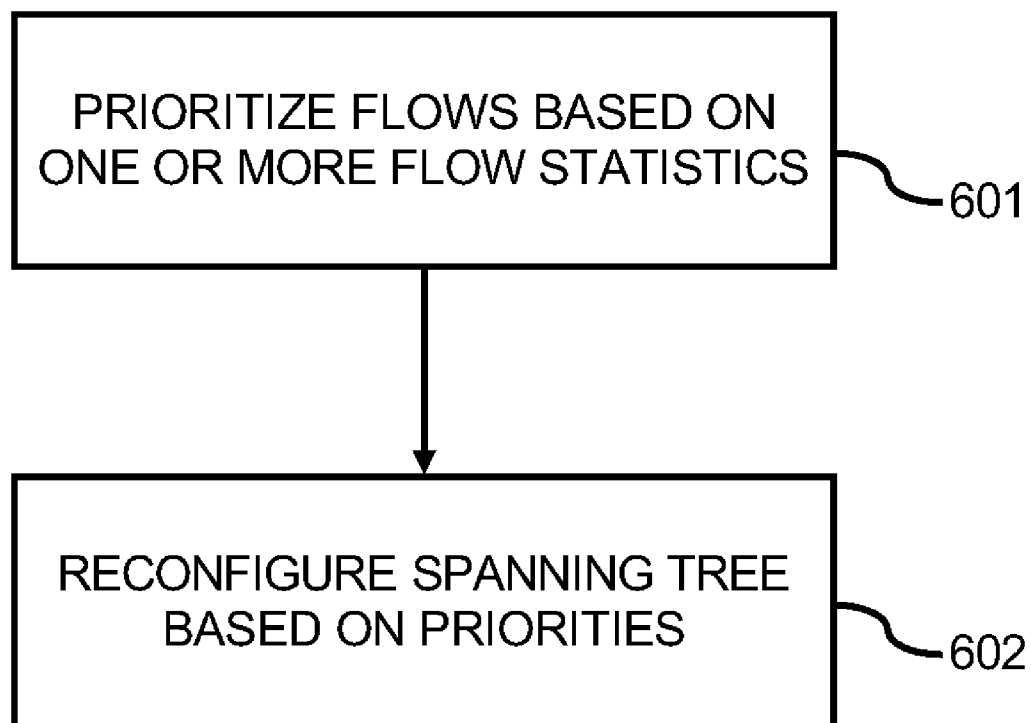 PRIORITIZE FLOWS BASED ON
ONE OR MORE FLOW STATISTICS
601
RECONFIGURE SPANNING TREE
BASED ON PRIORITIES
602